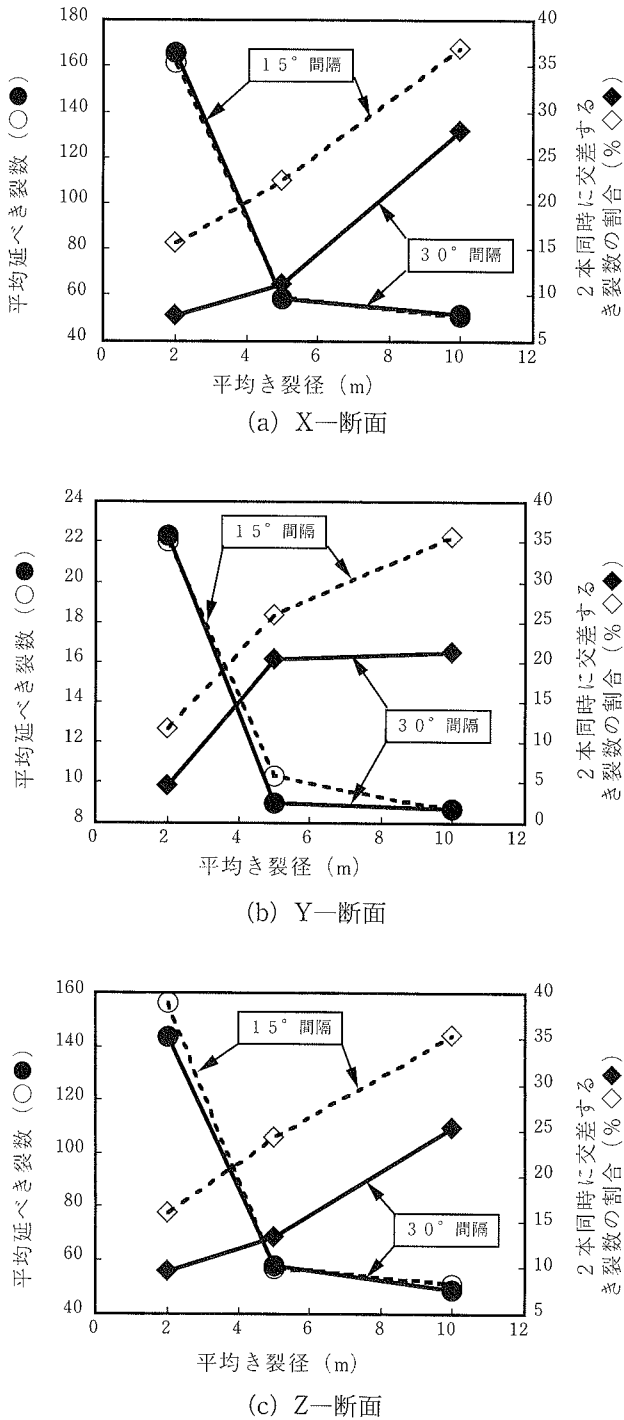 平均延べき裂数 (○●)
160
140
120
100
80
60
40
40
35
30
25
20
15
10
5
2本同時に交差する
き裂数の割合 (% ◇◆)
15°間隔
30°間隔
0 2 4 6 8 10 12
平均き裂径 (m)
(a) X—断面
平均延べき裂数 (○●)
24
22
20
18
16
14
12
10
8
40
35
30
25
20
15
10
5
0
2本同時に交差する
き裂数の割合 (% ◇◆)
15°間隔
30°間隔
0 2 4 6 8 10 12
平均き裂径 (m)
(b) Y—断面
平均延べき裂数 (○●)
160
140
120
100
80
60
40
40
35
30
25
20
15
10
5
2本同時に交差する
き裂数の割合 (% ◇◆)
15°間隔
30°間隔
0 2 4 6 8 10 12
平均き裂径 (m)
(c) Z—断面